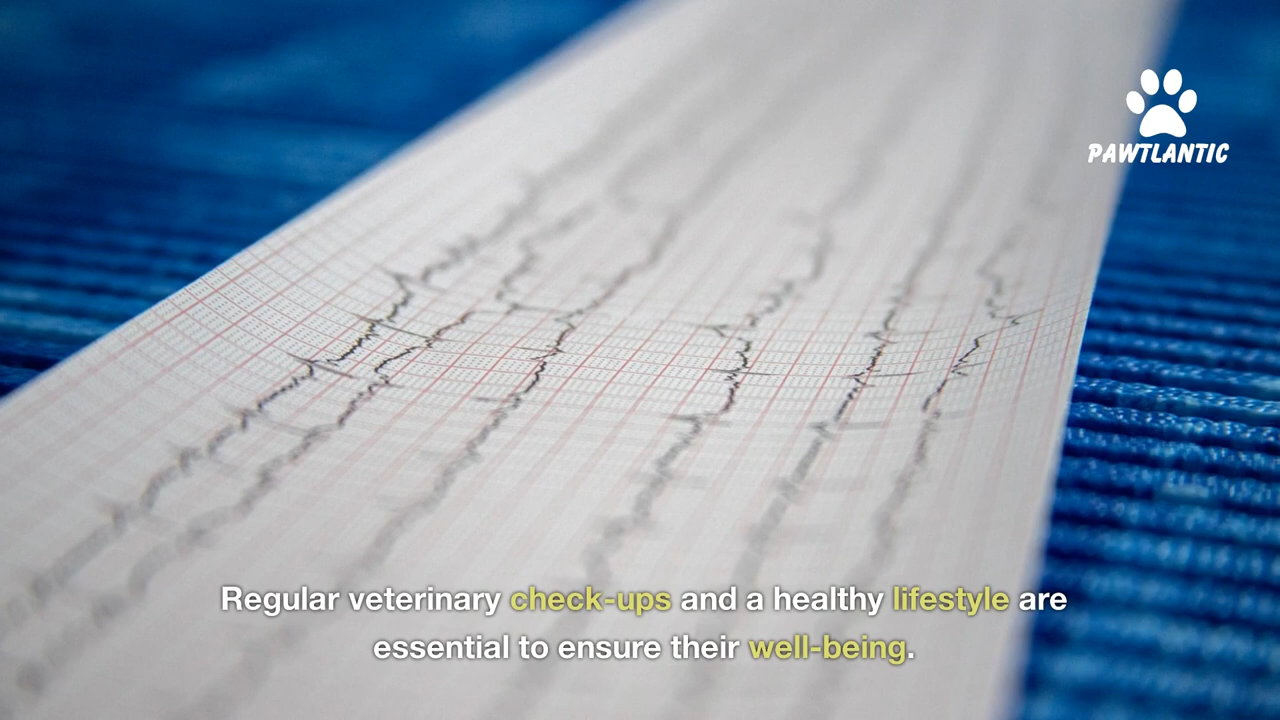 PAWTLANTIC
Regular veterinary check-ups and a healthy lifestyle are
essential to ensure their well-being.